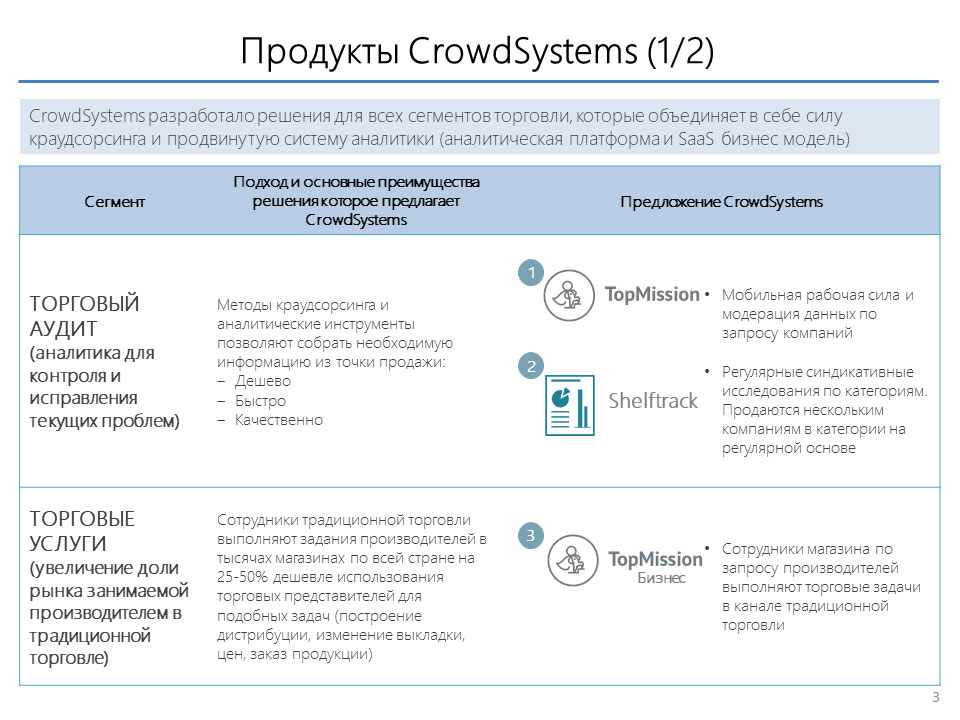 Продукты CrowdSystems (1/2)
CrowdSystems разработало решения для всех сегментов торговли, которые объединяет в себе силу
краудсорсинга и продвинутую систему аналитики (аналитическая платформа и SaaS бизнес модель)
Сегмент
Подход и основные преимущества
решения которое предлагает
CrowdSystems
Предложение CrowdSystems
ТОРГОВЫЙ
АУДИТ
(аналитика для
контроля и
исправления
текущих проблем)
Методы краудсорсинга и
аналитические инструменты
позволяют собрать необходимую
информацию из точки продажи:
– Дешево
– Быстро
– Качественно
1
TopMission
• Мобильная рабочая сила и
модерация данных по
запросу компаний
2
Shelftrack
• Регулярные синдикативные
исследования по категориям.
Продаются нескольким
компаниям в категории на
регулярной основе
ТОРГОВЫЕ
УСЛУГИ
(увеличение доли
рынка занимаемой
производителем в
традиционной
торговле)
Сотрудники традиционной торговли
выполняют задания производителей в
тысячах магазинах по всей стране на
25-50% дешевле использования
торговых представителей для
подобных задач (построение
дистрибуции, изменение выкладки,
цен, заказ продукции)
3
TopMission
Бизнес
• Сотрудники магазина по
запросу производителей
выполняют торговые задачи
в канале традиционной
торговли
3